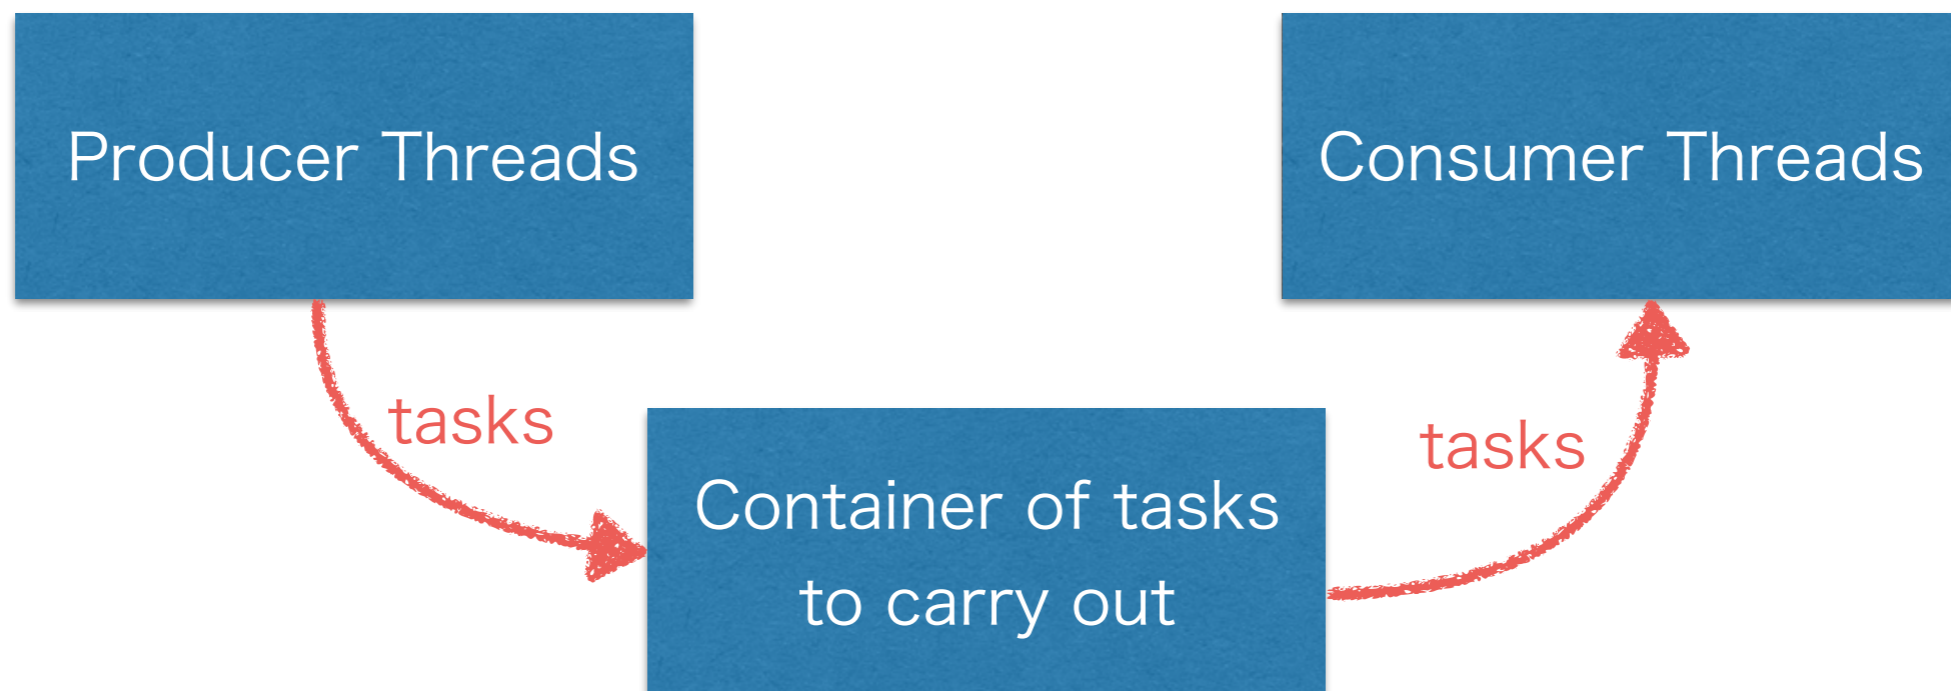 Producer Threads
Consumer Threads
tasks
tasks
Container of tasks
to carry out